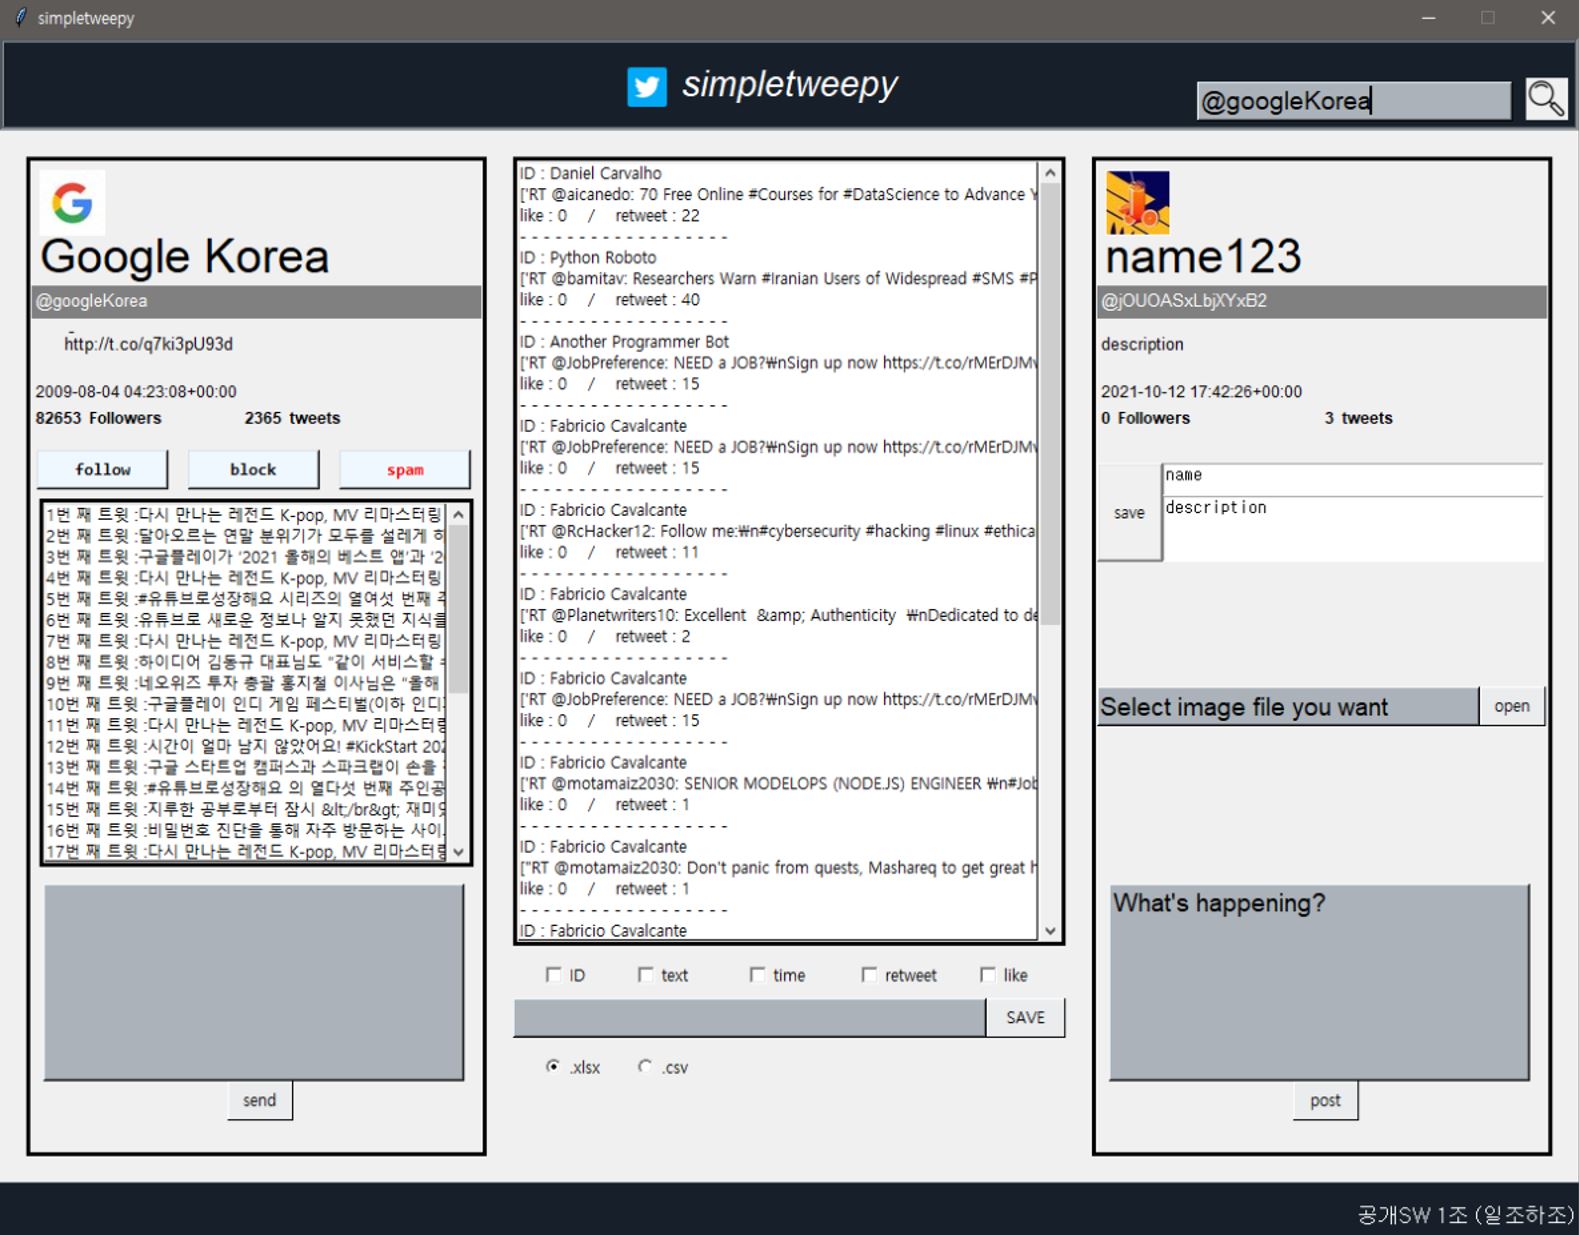 simpletweepy
simpletweepy
@googleKorea
Google Korea
@googleKorea
http://t.co/q7ki3pU93d
2009-08-04 04:23:08+00:00
82653 Followers 2365 tweets
follow block spam
1번 째 트윗 :다시 만나는 레전드 K-pop, MV 리마스터링
2번 째 트윗 :달아오르는 연말 분위기가 모두를 설레게 하
3번 째 트윗 :구글플레이가 '2021 올해의 베스트 앱'과 '20
4번 째 트윗 :다시 만나는 레전드 K-pop, MV 리마스터링
5번 째 트윗 :#유튜브로성장해요 시리즈의 열여섯 번째 주
6번 째 트윗 :유튜브로 새로운 정보나 알지 못했던 지식을
7번 째 트윗 :다시 만나는 레전드 K-pop, MV 리마스터링
8번 째 트윗 :하이디어 김동규 대표님도 "같이 서비스할
9번 째 트윗 :네오위즈 투자 총괄 홍지철 이사님은 "올해
10번 째 트윗 :구글플레이 인디 게임 페스티벌(이하 인디
11번 째 트윗 :다시 만나는 레전드 K-pop, MV 리마스터링
12번 째 트윗 :시간이 얼마 남지 않았어요! #KickStart 202
13번 째 트윗 :구글 스타트업 캠퍼스과 스파크랩이 손을
14번 째 트윗 :#유튜브로성장해요 의 열다섯 번째 주인공
15번 째 트윗 :지루한 공부로부터 잠시 &lt;/br&gt; 재미있
16번 째 트윗 :비밀번호 진단을 통해 자주 방문하는 사이
17번 째 트윗 :다시 만나는 레전드 K-pop, MV 리마스터링
send
ID : Daniel Carvalho
['RT @aicanedo: 70 Free Online #Courses for #DataScience to Advance Y
like : 0 / retweet : 22
- - - - - - - - - - - - - - - - - -
ID : Python Roboto
['RT @bamitav: Researchers Warn #Iranian Users of Widespread #SMS #P
like : 0 / retweet : 40
- - - - - - - - - - - - - - - - - -
ID : Another Programmer Bot
['RT @JobPreference: NEED a JOB?₩nSign up now https://t.co/rMErDJMv
like : 0 / retweet : 15
- - - - - - - - - - - - - - - - - -
ID : Fabricio Cavalcante
['RT @JobPreference: NEED a JOB?₩nSign up now https://t.co/rMErDJMv
like : 0 / retweet : 15
- - - - - - - - - - - - - - - - - -
ID : Fabricio Cavalcante
['RT @RcHacker12: Follow me:₩n#cybersecurity #hacking #linux #ethica
like : 0 / retweet : 11
- - - - - - - - - - - - - - - - - -
ID : Fabricio Cavalcante
['RT @Planetwriters10: Excellent &amp; Authenticity ₩nDedicated to de
like : 0 / retweet : 2
- - - - - - - - - - - - - - - - - -
ID : Fabricio Cavalcante
['RT @JobPreference: NEED a JOB?₩nSign up now https://t.co/rMErDJMv
like : 0 / retweet : 15
- - - - - - - - - - - - - - - - - -
ID : Fabricio Cavalcante
['RT @motamaiz2030: SENIOR MODELOPS (NODE.JS) ENGINEER ₩n#Job
like : 0 / retweet : 1
- - - - - - - - - - - - - - - - - -
ID : Fabricio Cavalcante
["RT @motamaiz2030: Don't panic from quests, Mashareq to get great h
like : 0 / retweet : 1
- - - - - - - - - - - - - - - - - -
ID : Fabricio Cavalcante
ID text time retweet like
SAVE
.xlsx .csv
name123
@jOUOASxLbjXYxB2
description
2021-10-12 17:42:26+00:00
0 Followers 3 tweets
save
name
description
Select image file you want open
What's happening?
post
공개SW 1조 (일조하조)